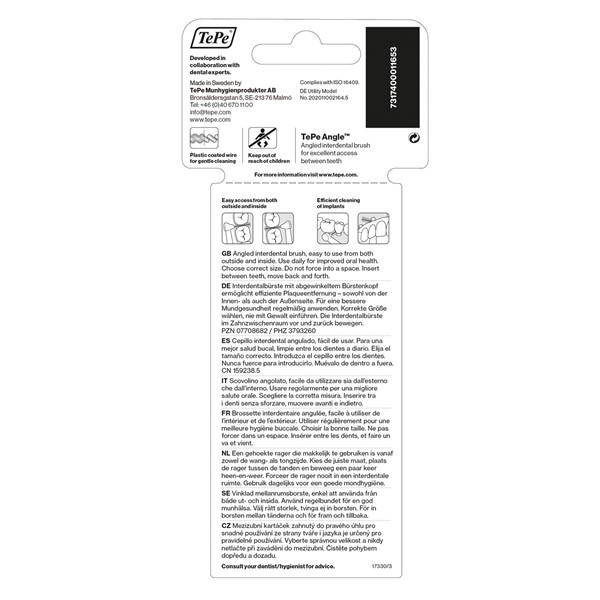 TePe
Developed in
collaboration with
dental experts.
Made in Sweden by
TePe Munhygienprodukter AB
Bronsåldersgatan 5, SE-213 76 Malmö
Tel: +46 (0)40 670 11 00
info@tepe.com
www.tepe.com
Complies with ISO 16409.
DE Utility Model
No. 202011002164.5
7317400011653
Plastic coated wire
for gentle cleaning
Keep out of
reach of children
TePe Angle™
Angled interdental brush
for excellent access
between teeth
For more information visit www.tepe.com.
Easy access from both
outside and inside
Efficient cleaning
of implants
GB Angled interdental brush, easy to use from both
outside and inside. Use daily for improved oral health.
Choose correct size. Do not force into a space. Insert
between teeth, move back and forth.
DE Interdentalbürste mit abgewinkeltem Bürstenkopf
ermöglicht effiziente Plaqueentfernung – sowohl von der
Innen- als auch der Außenseite. Für eine bessere
Mundgesundheit regelmäßig anwenden. Korrekte Größe
wählen, nie mit Gewalt einführen. Die Interdentalbürste
im Zahnzwischenraum vor und zurück bewegen.
PZN 07708682 / PHZ 3793260
ES Cepillo interdental angulado, fácil de usar. Para una
mejor salud bucal, limpie entre los dientes a diario. Elija el
tamaño correcto. Introduzca el cepillo entre los dientes.
Nunca fuerce para introducirlo. Muévalo de dentro a fuera.
CN 159238.5
IT Scovolino angolato, facile da utilizzare sia dall'esterno
che dall'interno. Usare regolarmente per una migliore
salute orale. Scegliere la corretta misura. Inserire tra
i denti senza sforzare, muovere avanti e indietro.
FR Brossette interdentaire angulée, facile à utiliser de
l'intérieur et de l'extérieur. Utiliser régulièrement pour une
meilleure hygiène buccale. Choisir la bonne taille. Ne pas
forcer dans un espace. Insérer entre les dents, et faire un
va et vient.
NL Een gehoekte rager die makkelijk te gebruiken is vanaf
zowel de wang- als tongzijde. Kies de juiste maat, plaats
de rager tussen de tanden en beweeg een paar keer
heen-en-weer. Forceer de rager nooit in een interdentale
ruimte. Gebruik dagelijks voor een goede mondhygiëne.
SE Vinklad mellanrumsborste, enkel att använda från
både ut- och insida. Använd regelbundet för en god
munhälsa. Välj rätt storlek, tvinga ej in borsten. För in
borsten mellan tänderna och för fram och tillbaka.
CZ Mezizubní kartáček zahnutý do pravého úhlu pro
snadné používání ze strany tváře i jazyka je určený pro
pravidelné používání. Vyberte správnou velikost a nikdy
netlačte při zavádění do mezizubní. Čistěte pohybem
dopředu a dozadu.
Consult your dentist/hygienist for advice.
17330/3